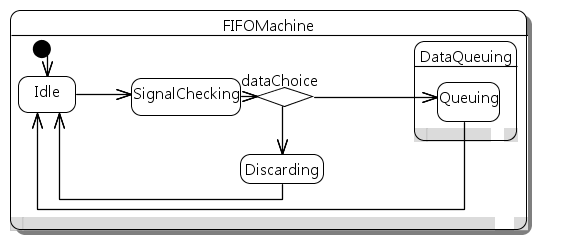 FIFOMachine
DataQueuing
dataChoice
Idle
SignalChecking
Queuing
Discarding